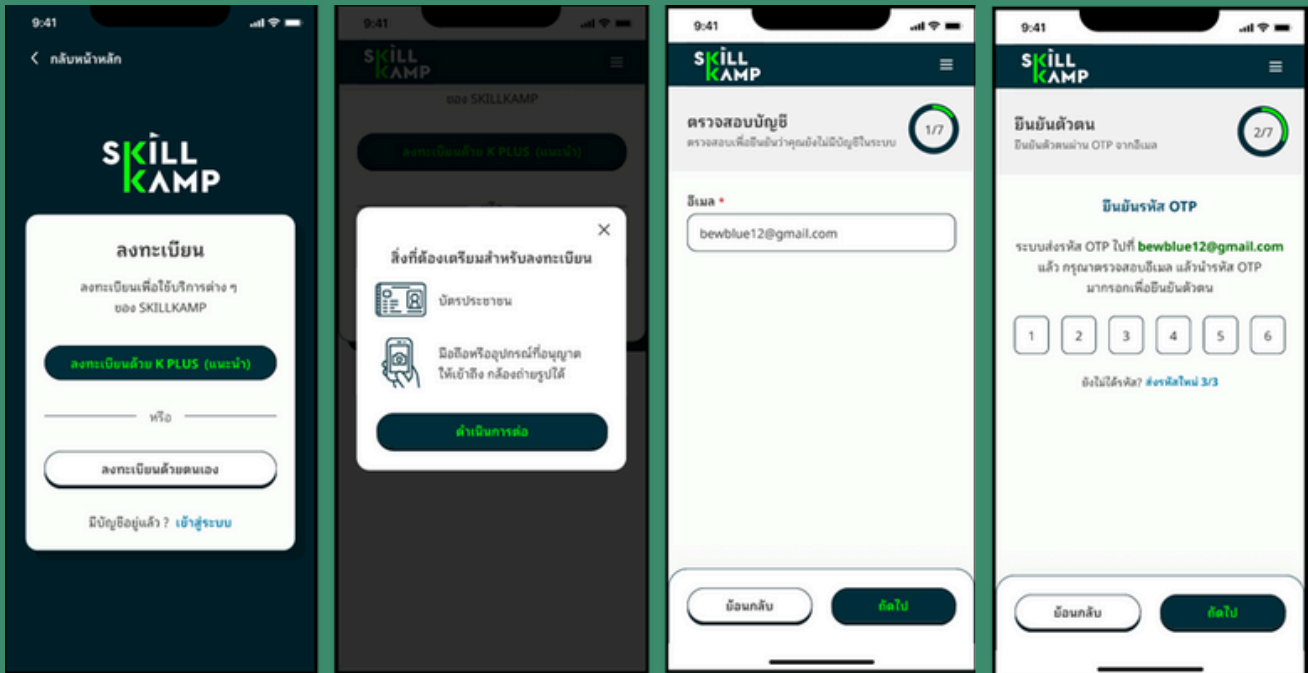 9:41
กลับหน้าหลัก
SKILL
KAMP
ลงทะเบียน
ลงทะเบียนเพื่อใช้บริการต่าง ๆ
ของ SKILLKAMP
ลงทะเบียนด้วย K PLUS (แนะนำ)
หรือ
ลงทะเบียนด้วยตนเอง
มีบัญชีอยู่แล้ว ? เข้าสู่ระบบ
9:41
SKILL
KAMP
ของ SKILLKAMP
ลงทะเบียนด้วย K PLUS (แนะนำ)
สิ่งที่ต้องเตรียมสำหรับลงทะเบียน
บัตรประชาชน
มือถือหรืออุปกรณ์ที่อนุญาต
ให้เข้าถึง กล้องถ่ายรูปได้
ดำเนินการต่อ
9:41
SKILL
KAMP
ตรวจสอบบัญชี
ตรวจสอบเพื่อยืนยันว่าคุณยังไม่มีบัญชีในระบบ
1/7
อีเมล *
bewblue12@gmail.com
ย้อนกลับ
ถัดไป
9:41
SKILL
KAMP
ยืนยันตัวตน
ยืนยันตัวตนผ่าน OTP จากอีเมล
2/7
ยืนยันรหัส OTP
ระบบส่งรหัส OTP ไปที่ bewblue12@gmail.com
แล้ว กรุณาตรวจสอบอีเมล แล้วนำรหัส OTP
มากรอกเพื่อยืนยันตัวตน
1 2 3 4 5 6
ยังไม่ได้รหัส? ส่งรหัสใหม่ 3/3
ย้อนกลับ
ถัดไป